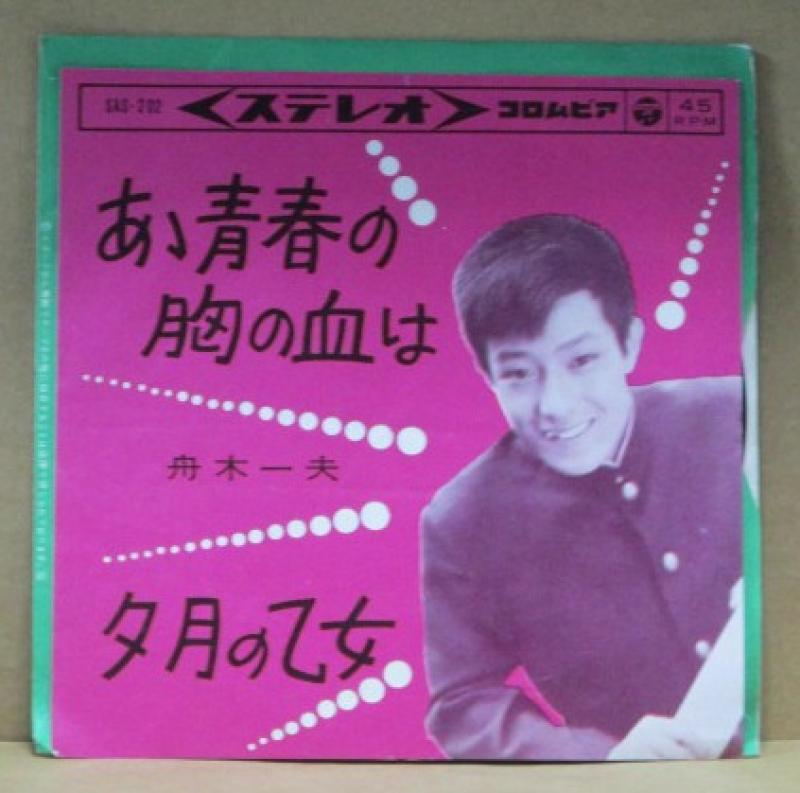 SAS-202 <ステレオ> コロムビア 45 RPM
あゝ青春の
胸の血は
舟木一夫
夕月の乙女